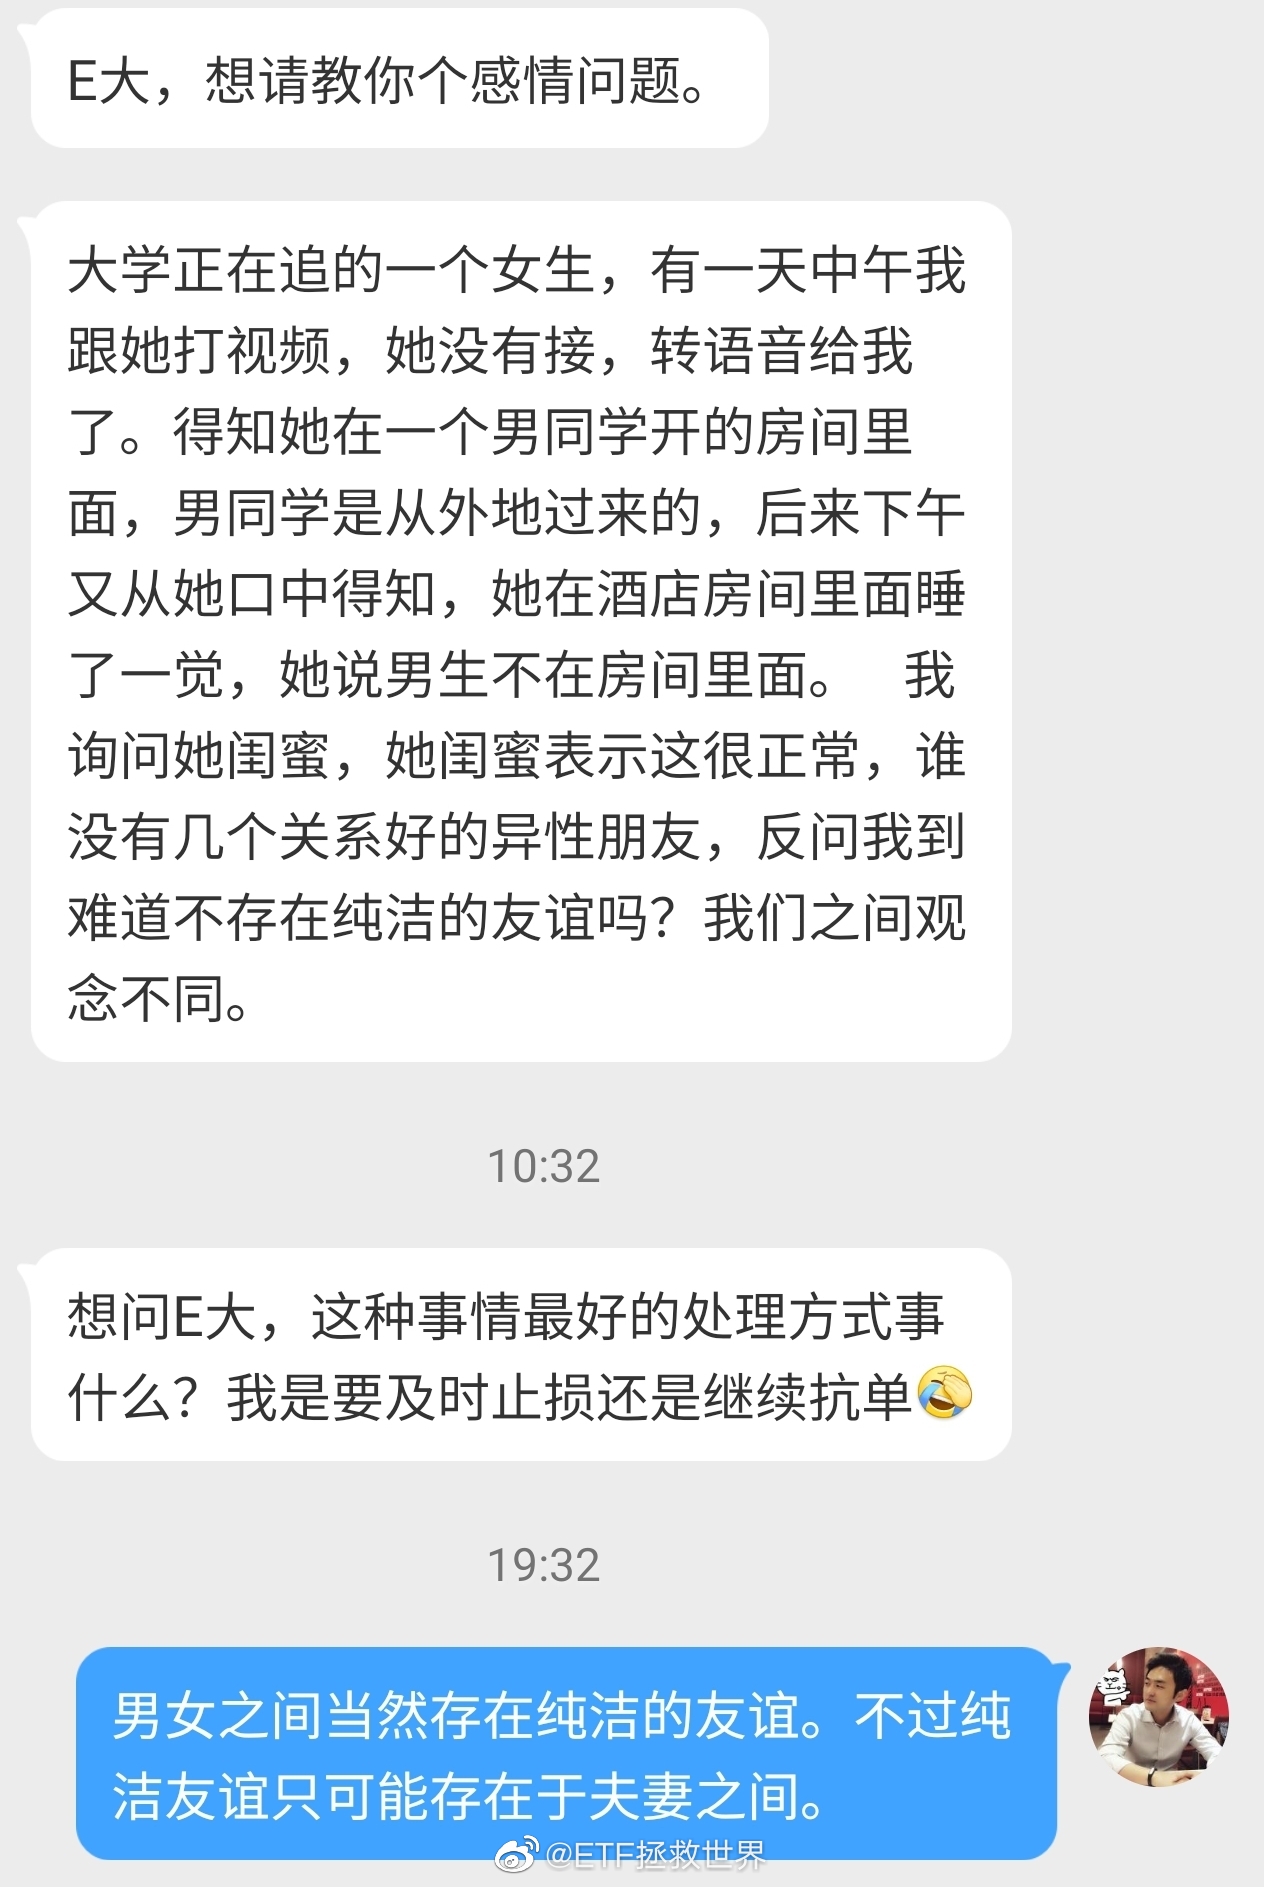 E大，想请教你个感情问题。
大学正在追的一个女生，有一天中午我
跟她打视频，她没有接，转语音给我
了。得知她在一个男同学开的房间里
面，男同学是从外地过来的，后来下午
又从她口中得知，她在酒店房间里面睡
了一觉，她说男生不在房间里面。 我
询问她闺蜜，她闺蜜表示这很正常，谁
没有几个关系好的异性朋友，反问我到
难道不存在纯洁的友谊吗？我们之间观
念不同。
10:32
想问E大，这种事情最好的处理方式事
什么？我是要及时止损还是继续抗单🤣
19:32
男女之间当然存在纯洁的友谊。不过纯
洁友谊只可能存在于夫妻之间。
@ETF拯救世界